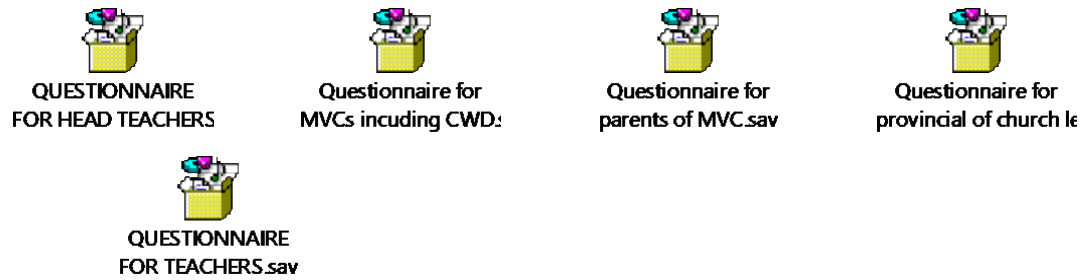 QUESTIONNAIRE
FOR HEAD TEACHERS
Questionnaire for
MVCs incuding CWD.s
Questionnaire for
parents of MVC.sav
Questionnaire for
provincial of church le
QUESTIONNAIRE
FOR TEACHERS.sav